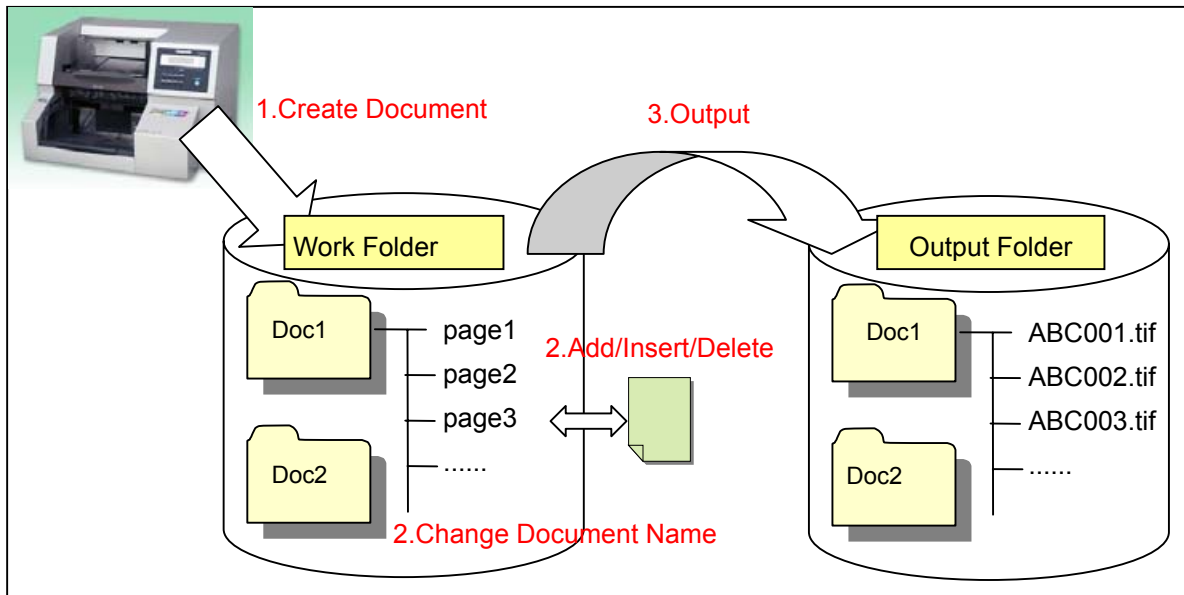 1.Create Document
3.Output
Work Folder
Output Folder
Doc1
page1
page2
page3
......
Doc2
2.Add/Insert/Delete
2.Change Document Name
Doc1
ABC001.tif
ABC002.tif
ABC003.tif
......
Doc2